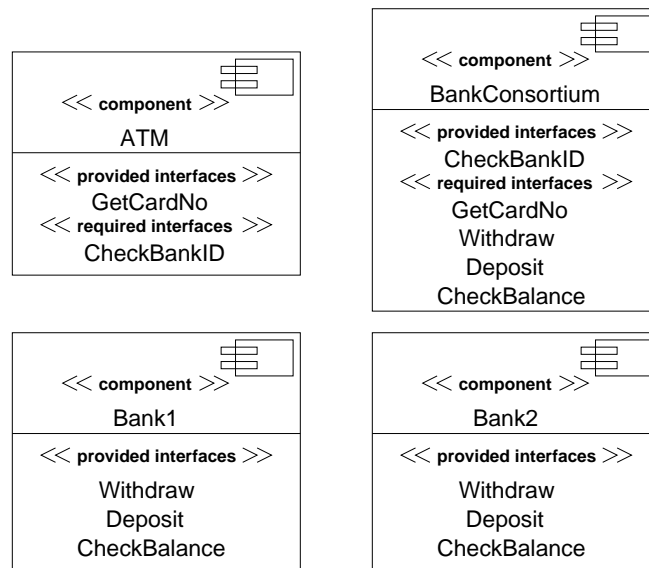 << component >>
ATM
<< provided interfaces >>
GetCardNo
<< required interfaces >>
CheckBankID
<< component >>
BankConsortium
<< provided interfaces >>
CheckBankID
<< required interfaces >>
GetCardNo
Withdraw
Deposit
CheckBalance
<< component >>
Bank1
<< provided interfaces >>
Withdraw
Deposit
CheckBalance
<< component >>
Bank2
<< provided interfaces >>
Withdraw
Deposit
CheckBalance